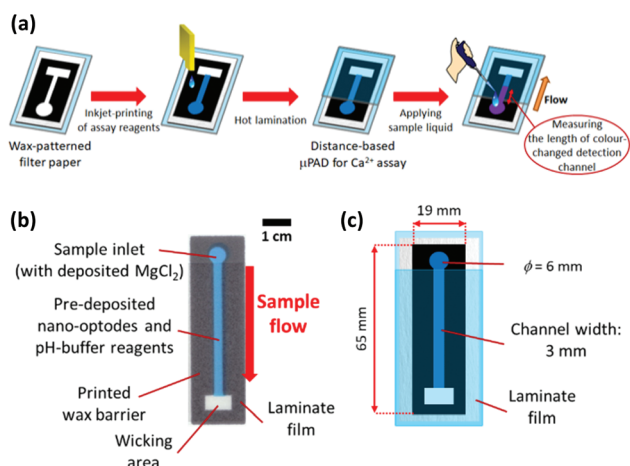 (a)
Wax-patterned
filter paper
Inkjet-printing
of assay reagents
Hot lamination
Distance-based
µPAD for Ca²⁺ assay
Applying
sample liquid
Flow
Measuring
the length of colour-
changed detection
channel
(b)
1 cm
Sample inlet
(with deposited MgCl₂)
Pre-deposited
nano-optodes and
pH-buffer reagents
Sample
flow
Printed
wax barrier
Wicking
area
Laminate
film
(c)
19 mm
65 mm
ϕ = 6 mm
Channel width:
3 mm
Laminate
film